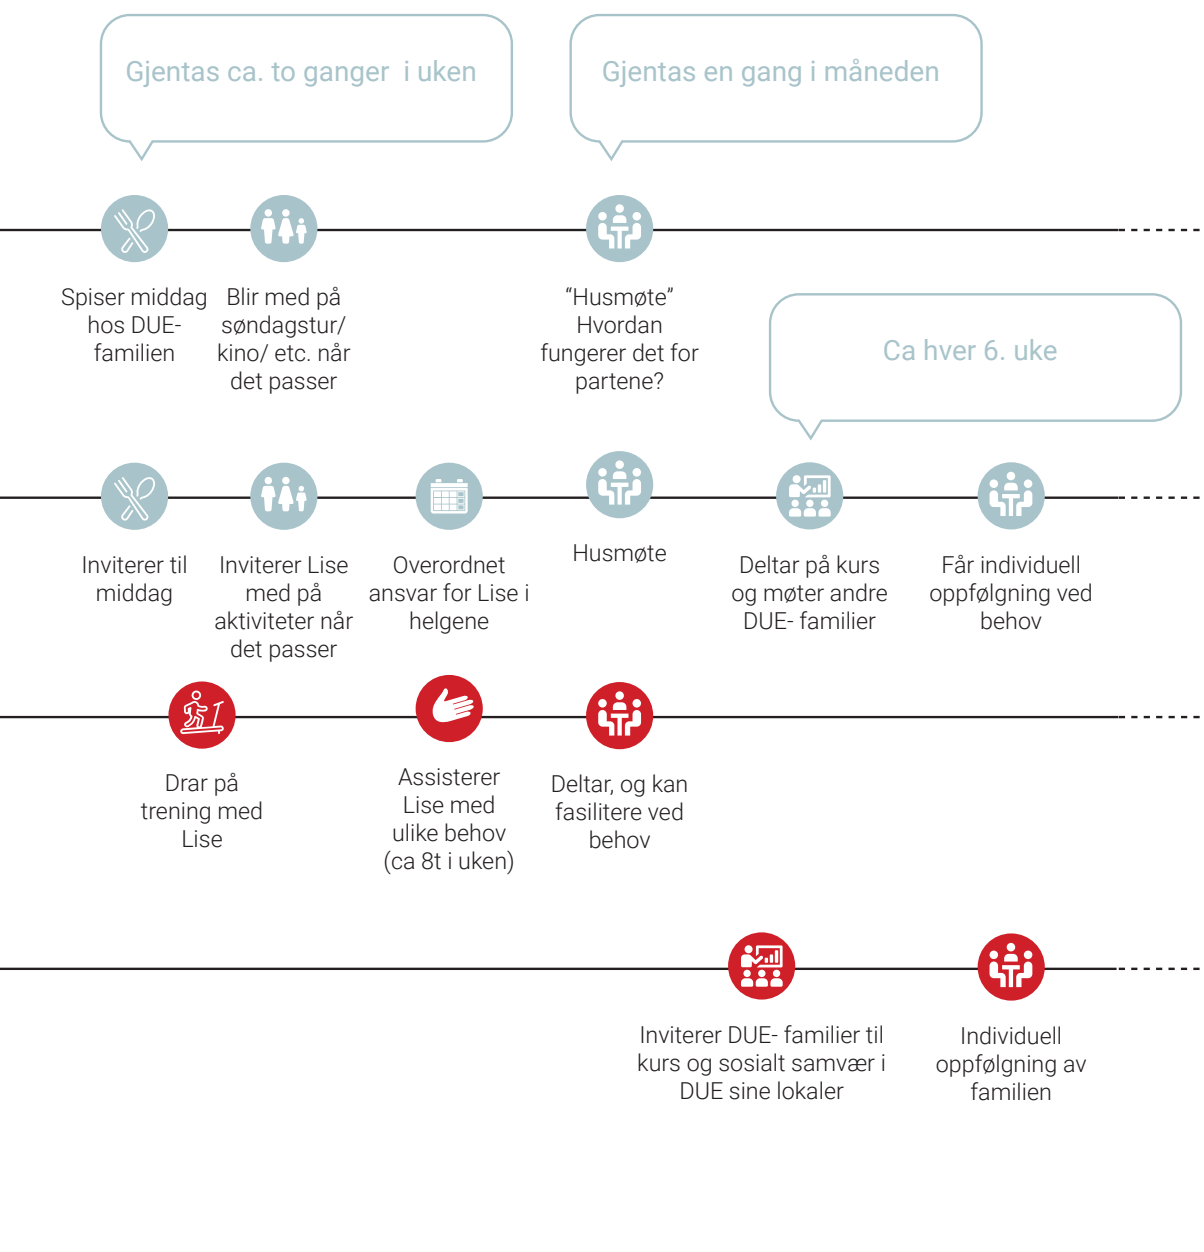 Gjentas ca. to ganger i uken
Gjentas en gang i måneden
Spiser middag
hos DUE-
familien
Blir med på
søndagstur/
kino/ etc. når
det passer
“Husmøte”
Hvordan
fungerer det for
partene?
Ca hver 6. uke
Inviterer til
middag
Inviterer Lise
med på
aktiviteter når
det passer
Overordnet
ansvar for Lise i
helgene
Husmøte
Deltar på kurs
og møter andre
DUE- familier
Får individuell
oppfølgning ved
behov
Drar på
trening med
Lise
Assisterer
Lise med
ulike behov
(ca 8t i uken)
Deltar, og kan
fasilitere ved
behov
Inviterer DUE- familier til
kurs og sosialt samvær i
DUE sine lokaler
Individuell
oppfølgning av
familien